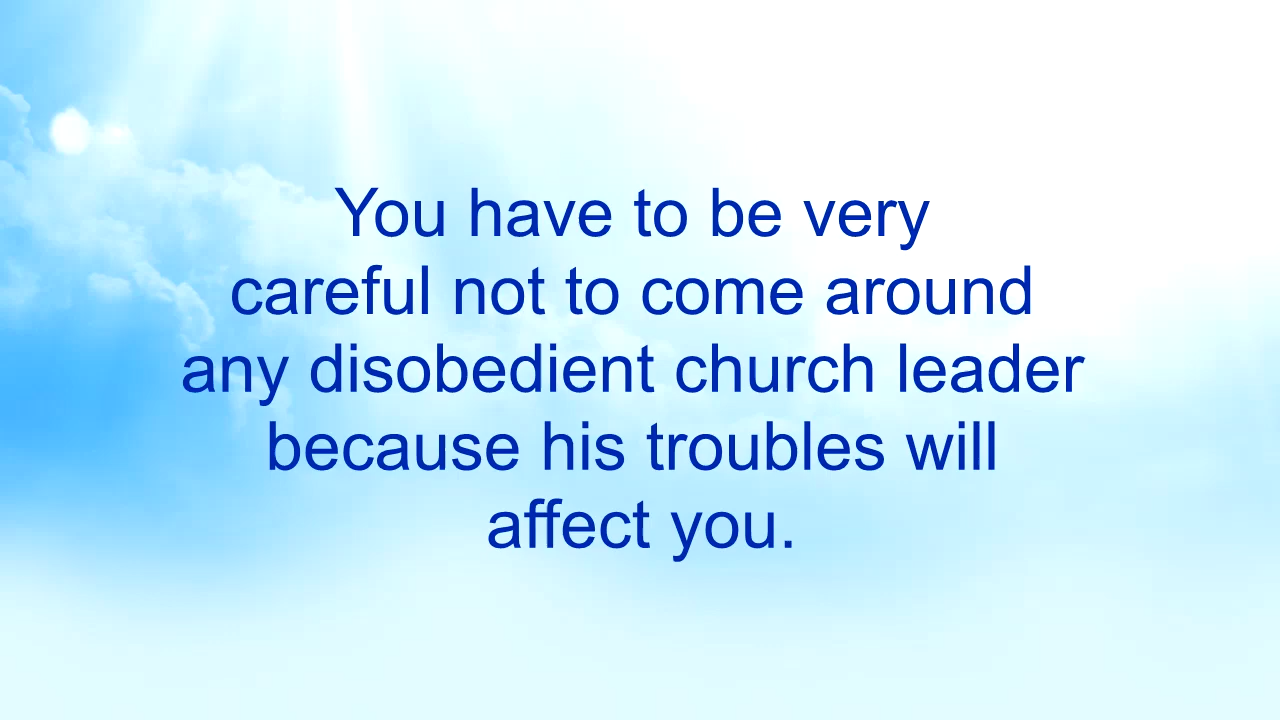 You have to be very
careful not to come around
any disobedient church leader
because his troubles will
affect you.